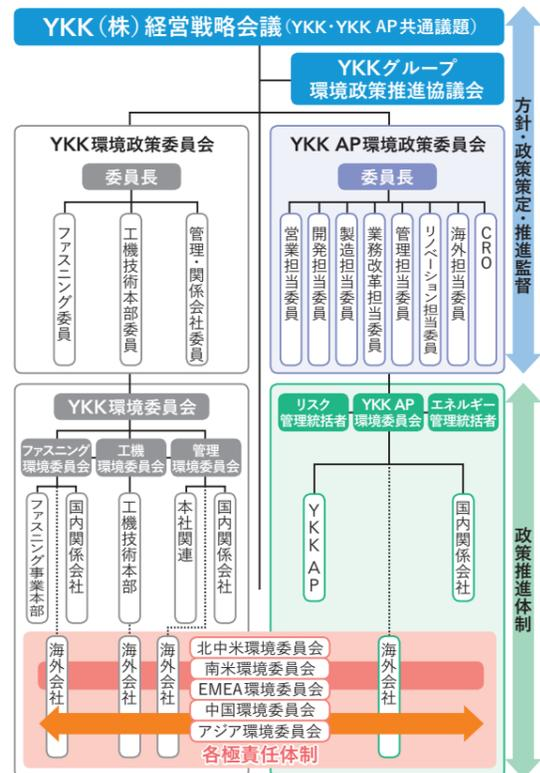 YKK(株)経営戦略会議(YKK・YKK AP共通議題)
YKKグループ
環境政策推進協議会
方針・政策策定・推進監督
YKK環境政策委員会
委員長
ファスニング委員
工機技術本部委員
管理・関係会社委員
YKK AP環境政策委員会
委員長
営業担当委員
開発担当委員
製造担当委員
業務改革担当委員
管理担当委員
リノベーション担当委員
海外担当委員
CRO
政策推進体制
YKK環境委員会
ファスニング
環境委員会
工機
環境委員会
管理
環境委員会
ファスニング事業本部
国内関係会社
工機技術本部
本社関連
国内関係会社
リスク
管理統括者
YKK AP
環境委員会
エネルギー
管理統括者
YKK AP
国内関係会社
海外会社
海外会社
海外会社
海外会社
北中米環境委員会
南米環境委員会
EMEA環境委員会
中国環境委員会
アジア環境委員会
各極責任体制